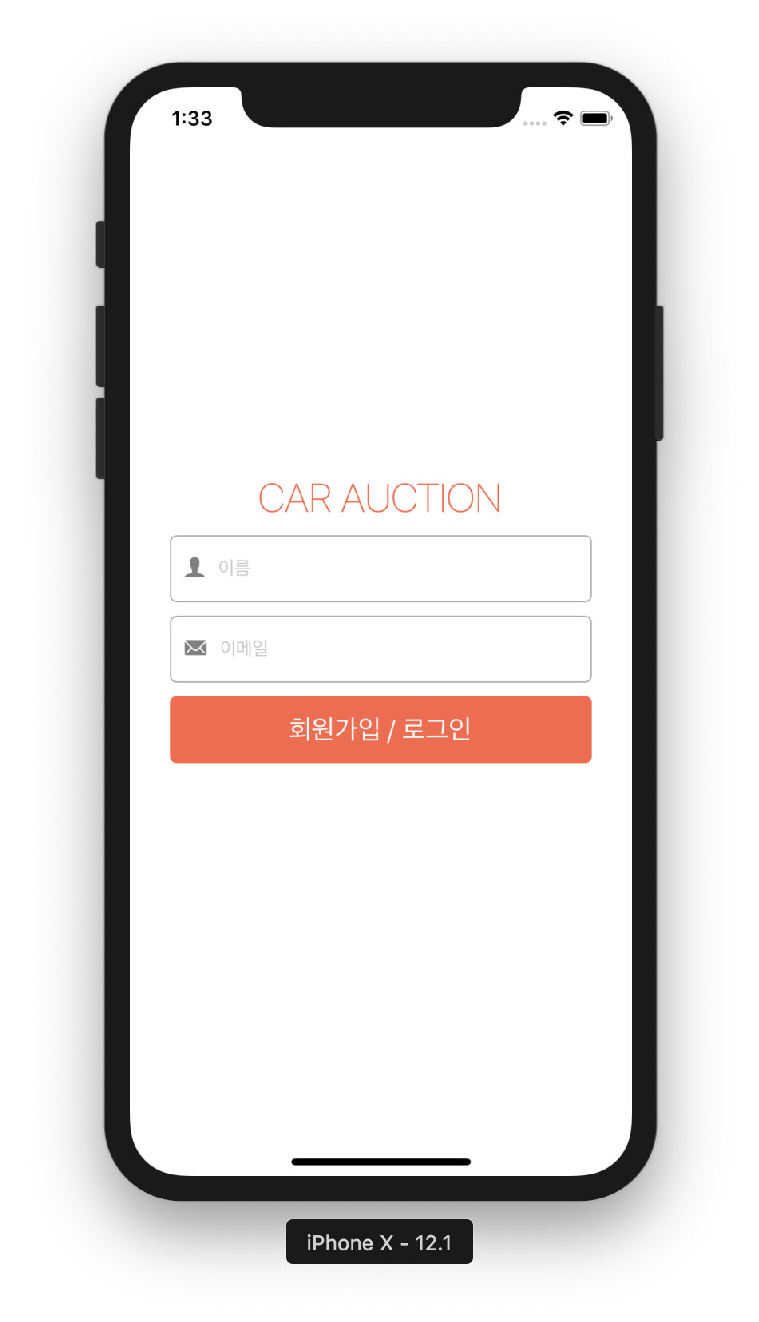 1:33
CAR AUCTION
이름
이메일
회원가입 / 로그인
iPhone X - 12.1